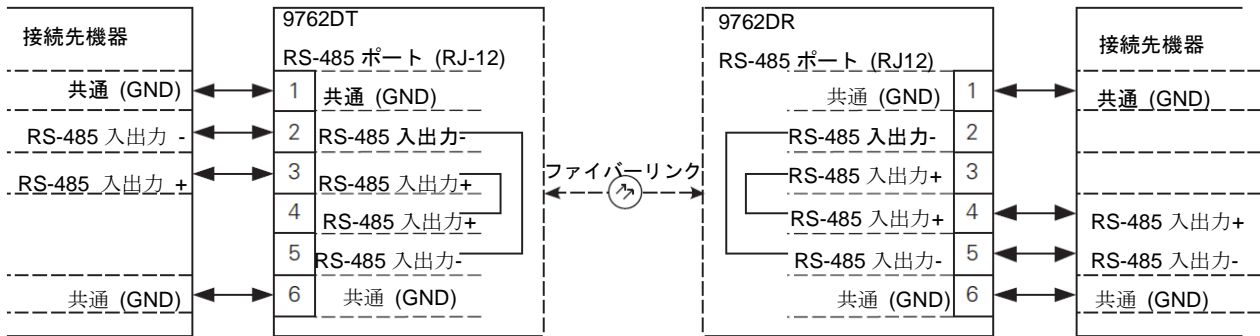 接続先機器
共通 (GND)
RS-485 入出力 -
RS-485 入出力 +
共通 (GND)
9762DT
RS-485 ポート (RJ-12)
1 共通 (GND)
2 RS-485 入出力-
3 RS-485 入出力+
4 RS-485 入出力+
5 RS-485 入出力-
6 共通 (GND)
ファイバーリンク
9762DR
RS-485 ポート (RJ12)
共通 (GND) 1
RS-485 入出力- 2
RS-485 入出力+ 3
RS-485 入出力+ 4
RS-485 入出力- 5
共通 (GND) 6
接続先機器
共通 (GND)
RS-485 入出力+
RS-485 入出力-
共通 (GND)